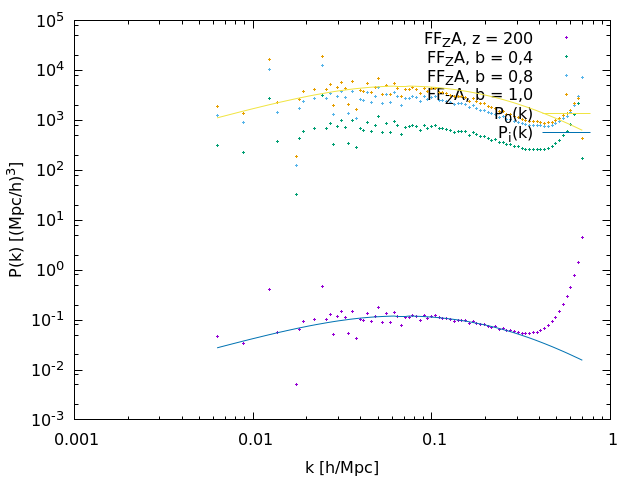 10^5
10^4
10^3
10^2
10^1
10^0
10^-1
10^-2
10^-3
P(k) [(Mpc/h)^3]
FF_ZA, z = 200
FF_ZA, b = 0,4
FF_ZA, b = 0,8
FF_ZA, b = 1,0
P_0(k)
P_i(k)
0.001 0.01 0.1 1
k [h/Mpc]